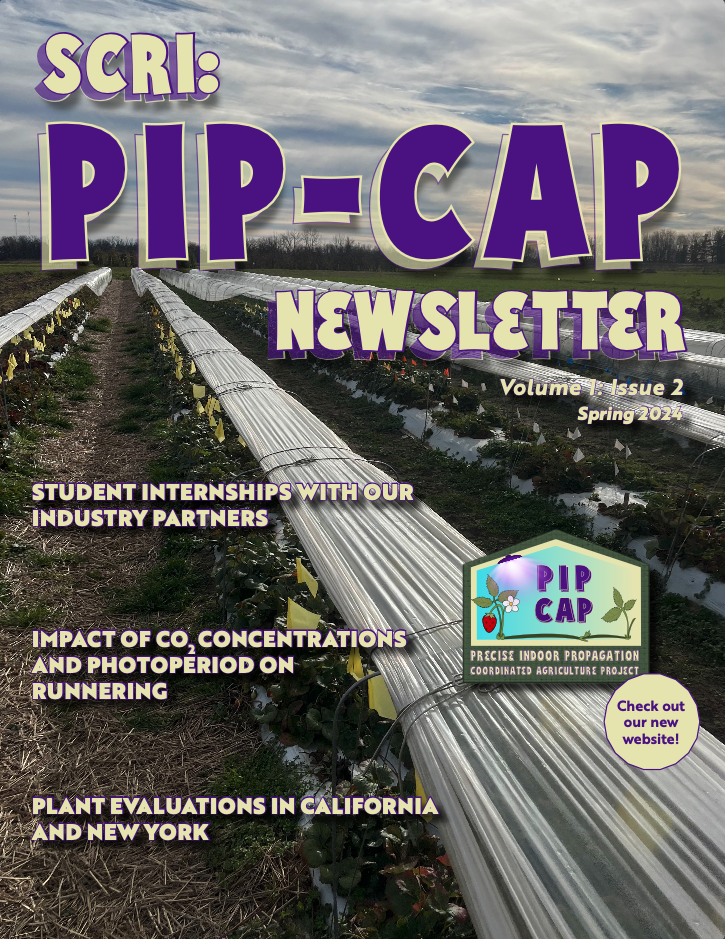 SCRI:
PIP-CAP
NEWSLETTER
Volume 1: Issue 2
Spring 2024
STUDENT INTERNSHIPS WITH OUR
INDUSTRY PARTNERS
IMPACT OF CO₂ CONCENTRATIONS
AND PHOTOPERIOD ON
RUNNERING
PIP
CAP
PRECISE INDOOR PROPAGATION
COORDINATED AGRICULTURE PROJECT
Check out
our new
website!
PLANT EVALUATIONS IN CALIFORNIA
AND NEW YORK